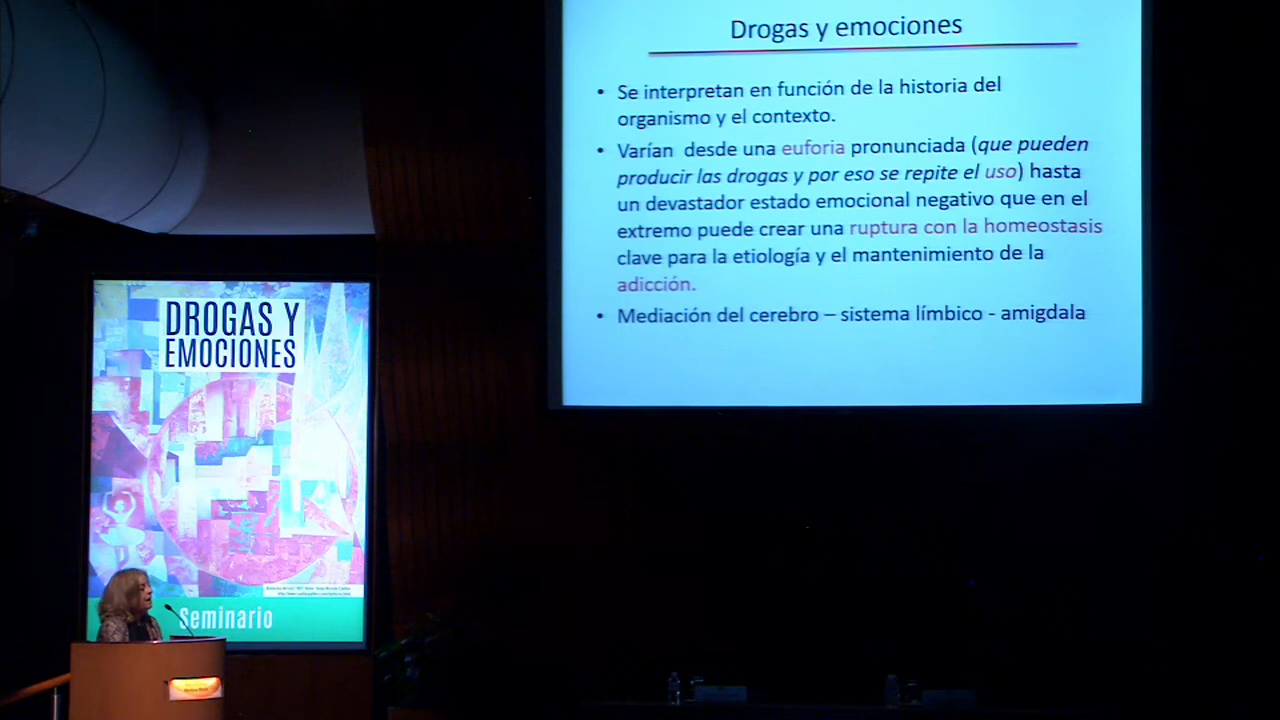 Drogas y emociones
• Se interpretan en función de la historia del
organismo y el contexto.
• Varían desde una euforia pronunciada (que pueden
producir las drogas y por eso se repite el uso) hasta
un devastador estado emocional negativo que en el
extremo puede crear una ruptura con la homeostasis
clave para la etiología y el mantenimiento de la
adicción.
• Mediación del cerebro – sistema límbico - amigdala
DROGAS Y
EMOCIONES
Seminario